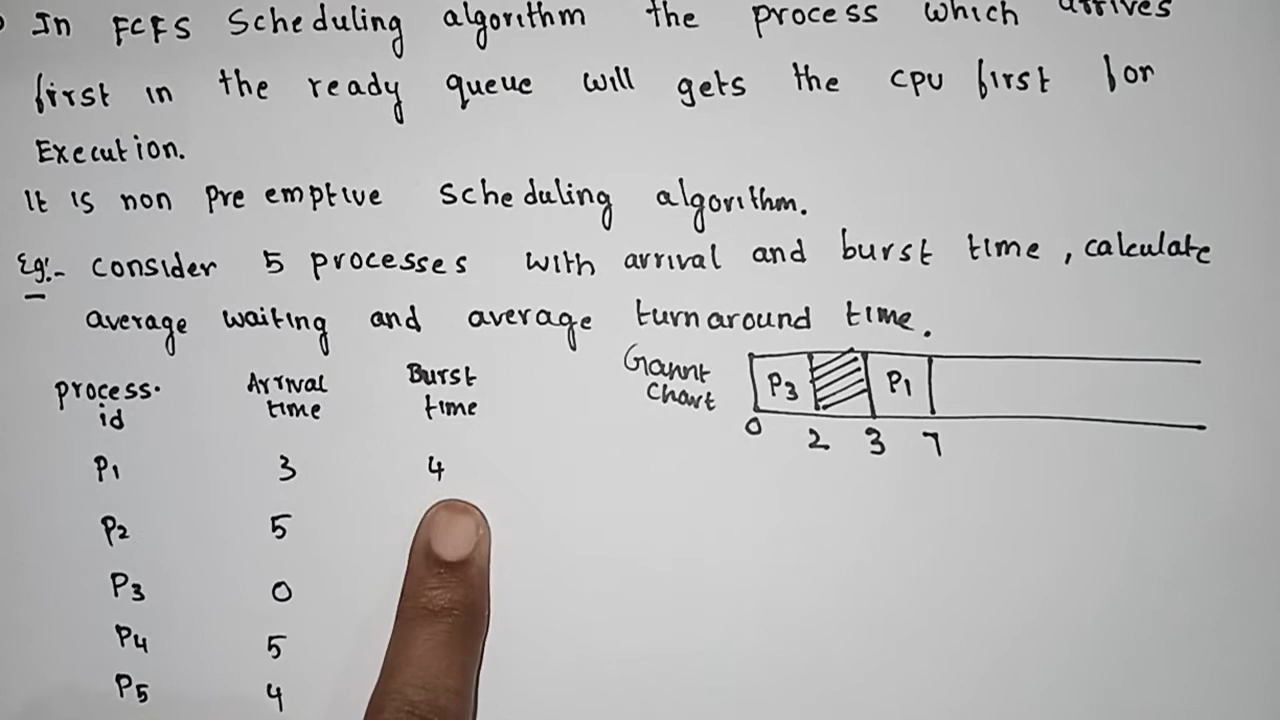 In FCFS Scheduling algorithm the process which arrives
first in the ready queue will gets the CPU first for
Execution.
It is non pre emptive scheduling algorithm.
Eg:- consider 5 processes with arrival and burst time, calculate
average waiting and average turnaround time.
process. id Arrival time Burst time
P1 3 4
P2 5
P3 0
P4 5
P5 4
Gannt chart
P3 P1
0 2 3 7